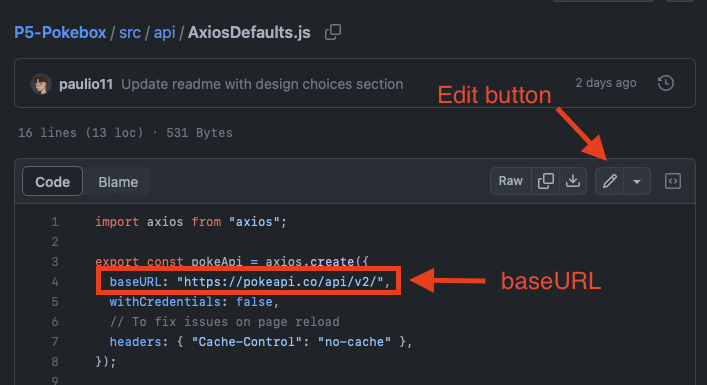 P5-Pokebox / src / api / AxiosDefaults.js
paulio11 Update readme with design choices section 2 days ago
Edit button
16 lines (13 loc) · 531 Bytes
Code Blame Raw
1 import axios from "axios";
2
3 export const pokeApi = axios.create({
4 baseURL: "https://pokeapi.co/api/v2/",
baseURL
5 withCredentials: false,
6 // To fix issues on page reload
7 headers: { "Cache-Control": "no-cache" },
8 });
9